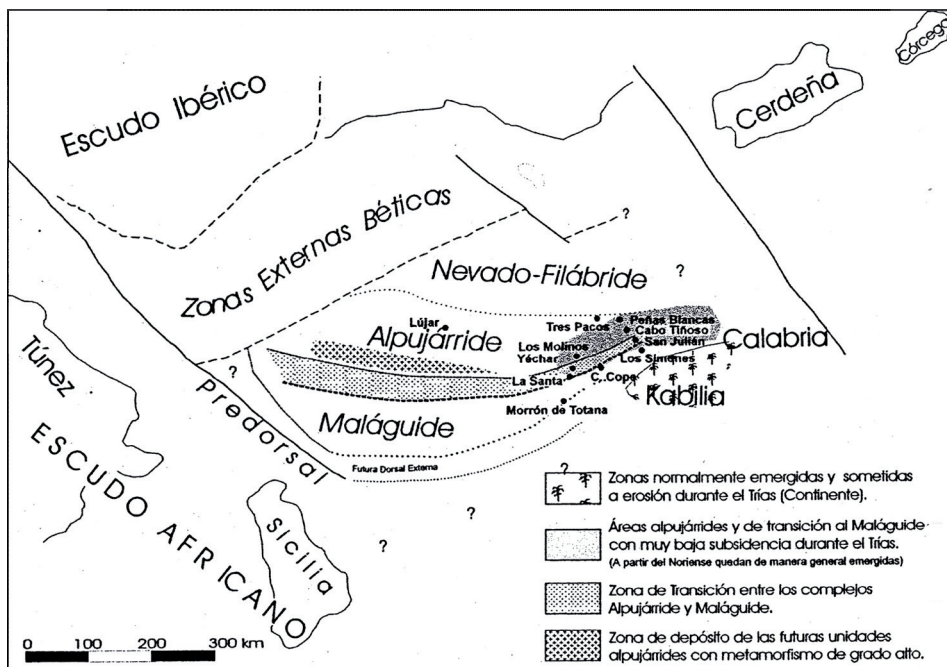 Córcega
Cerdeña
Escudo Ibérico
Zonas Externas Béticas
?
Nevado-Filábride
?
Lújar
Tres Pacos
Peñas Blancas
Cabo Tiñoso
Alpujárride
San Julián
Calabria
Los Molinos
Los Simones
Yéchar
Túnez
?
La Santa
C. Cope
Kabilia
Predorsal
Morrón de Totana
Maláguide
Futura Dorsal Externa
ESCUDO AFRICANO
Sicilia
?
?
?
?
Zonas normalmente emergidas y sometidas
a erosión durante el Trías (Continente).
Áreas alpujárrides y de transición al Maláguide
con muy baja subsidencia durante el Trías.
(A partir del Noriense quedan de manera general emergidas)
Zona de Transición entre los complejos
Alpujárride y Maláguide.
Zona de depósito de las futuras unidades
alpujárrides con metamorfismo de grado alto.
0 100 200 300 km